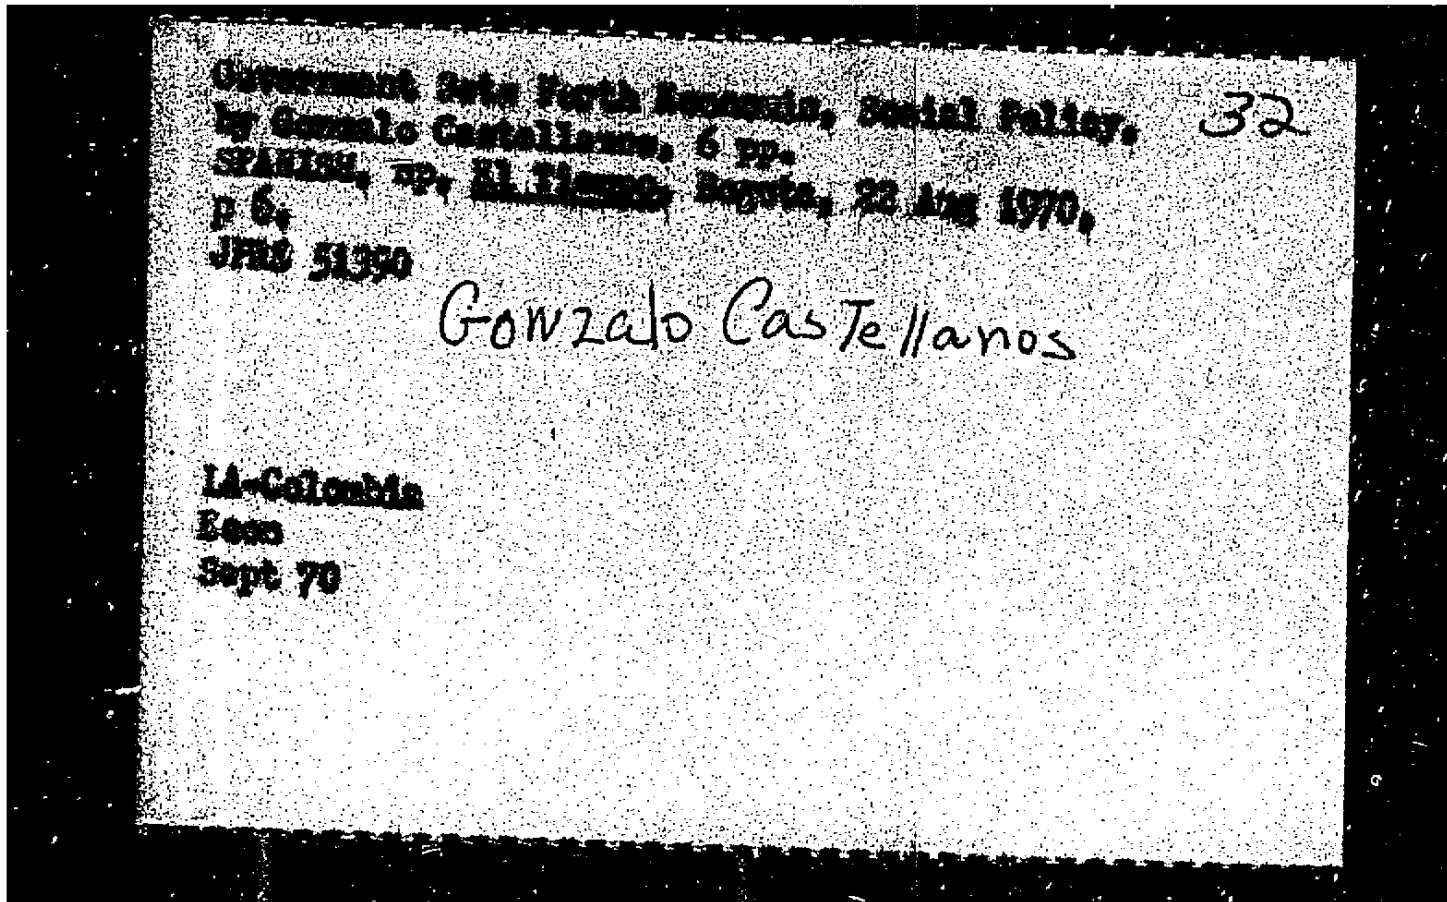 Government Sets Forth Economic, Social Policy, 32
by Gonzalo Castellanos, 6 pp.
SPANISH, np, El Tiempo, Bogota, 22 Aug 1970,
p 6.
JPRS 51390
Gonzalo Castellanos
LA-Colombia
Econ
Sept 70